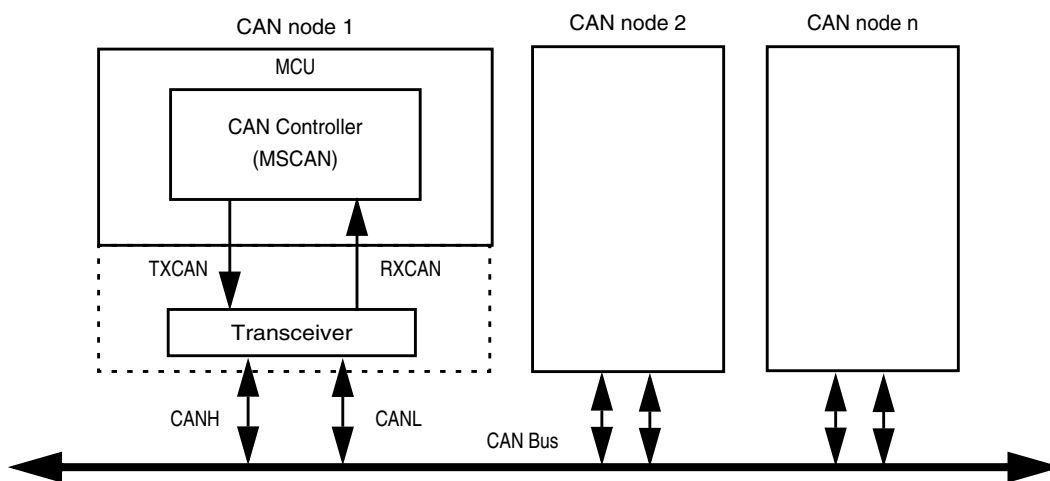 CAN node 1
CAN node 2
CAN node n
MCU
CAN Controller
(MSCAN)
TXCAN
RXCAN
Transceiver
CANH
CANL
CAN Bus